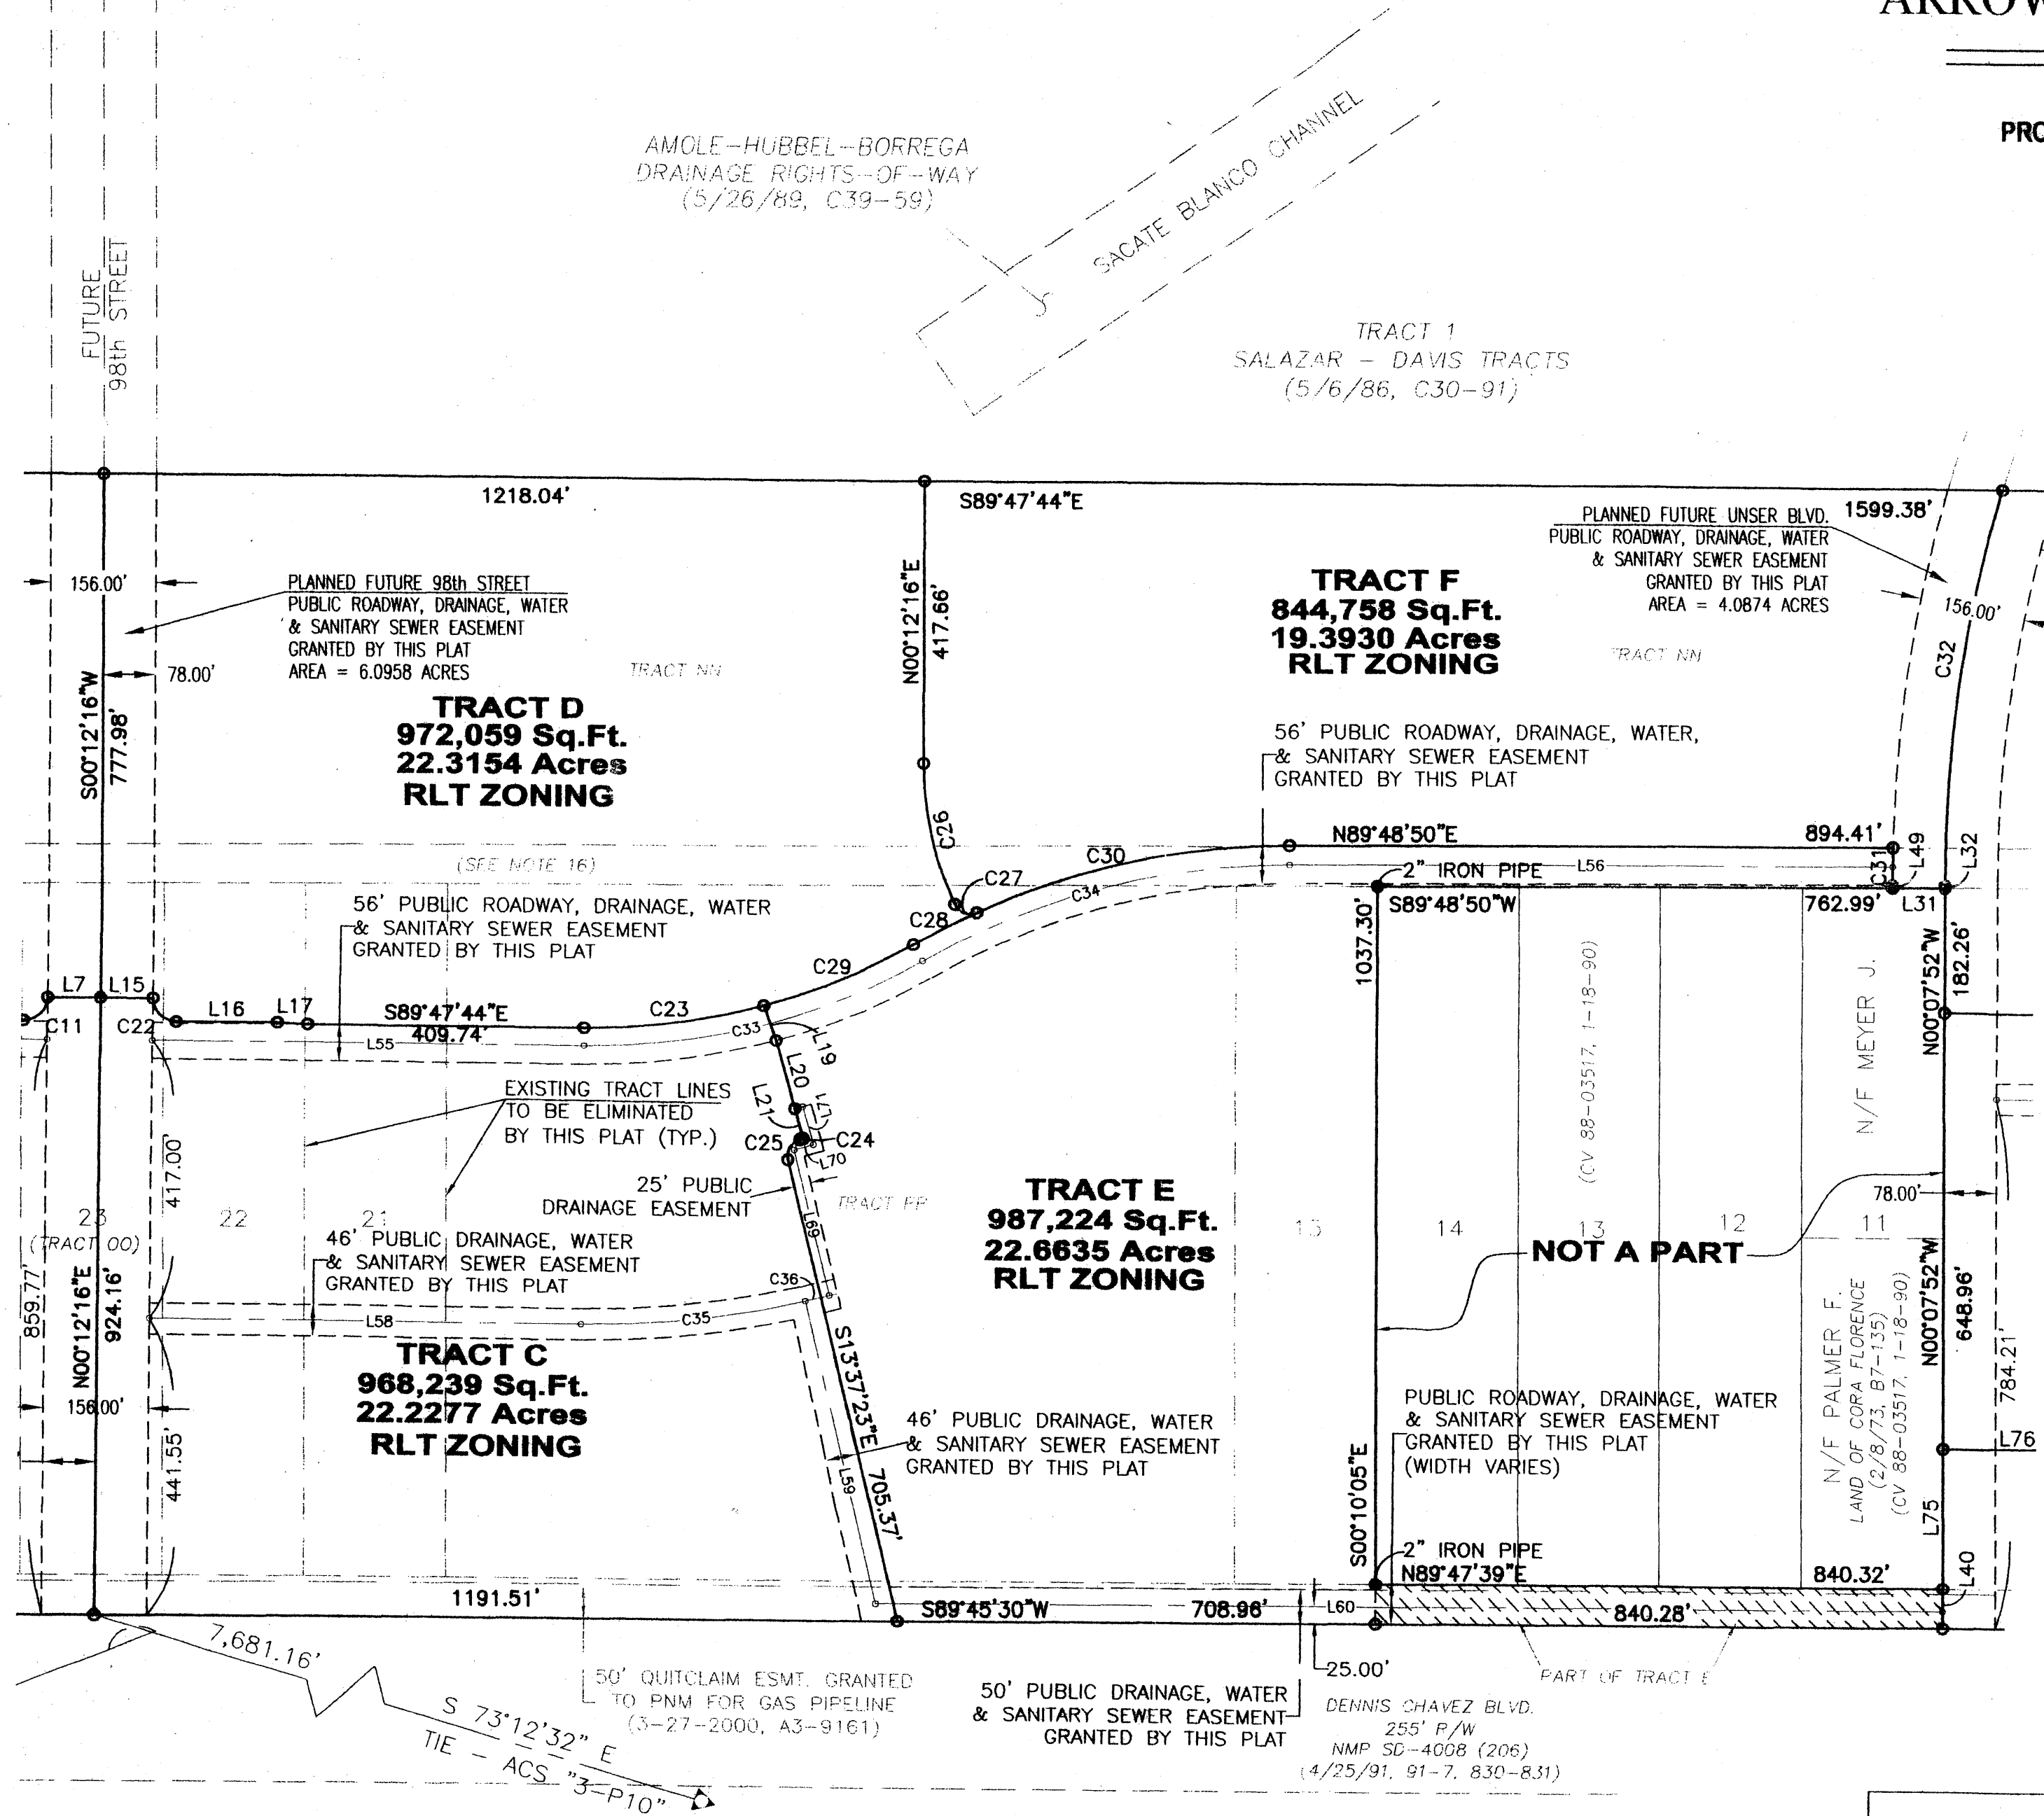 PRO
AMOLE-HUBBEL-BORREGA
DRAINAGE RIGHTS-OF-WAY
(5/26/89, C39-59)
SACATE BLANCO CHANNEL
TRACT 1
SALAZAR - DAVIS TRACTS
(5/6/86, C30-91)
FUTURE
98th STREET
1218.04'
S89°47'44"E
1599.38'
156.00'
PLANNED FUTURE 98th STREET
PUBLIC ROADWAY, DRAINAGE, WATER
& SANITARY SEWER EASEMENT
GRANTED BY THIS PLAT
AREA = 6.0958 ACRES
78.00'
S00°12'16"W
777.98'
TRACT NN
TRACT D
972,059 Sq.Ft.
22.3154 Acres
RLT ZONING
N00°12'16"E
417.66'
TRACT F
844,758 Sq.Ft.
19.3930 Acres
RLT ZONING
TRACT NN
PLANNED FUTURE UNSER BLVD.
PUBLIC ROADWAY, DRAINAGE, WATER
& SANITARY SEWER EASEMENT
GRANTED BY THIS PLAT
AREA = 4.0874 ACRES
156.00'
C32
56' PUBLIC ROADWAY, DRAINAGE, WATER,
& SANITARY SEWER EASEMENT
GRANTED BY THIS PLAT
C26
C30
N89°48'50"E
894.41'
L49
L32
C31
(SEE NOTE 16)
C27
C34
2" IRON PIPE
L56
S89°48'50"W
762.99'
L31
56' PUBLIC ROADWAY, DRAINAGE, WATER
& SANITARY SEWER EASEMENT
GRANTED BY THIS PLAT
C28
C29
1037.30'
N00°07'52"W
182.26'
L7
L15
C11
C22
L16
L17
S89°47'44"E
409.74'
C23
C33
L19
L55
L20
L21
L71
EXISTING TRACT LINES
TO BE ELIMINATED
BY THIS PLAT (TYP.)
C25
C24
L70
25' PUBLIC
DRAINAGE EASEMENT
L69
TRACT PP
417.00'
23
(TRACT OO)
22
21
46' PUBLIC DRAINAGE, WATER
& SANITARY SEWER EASEMENT
GRANTED BY THIS PLAT
C36
C35
L58
TRACT E
987,224 Sq.Ft.
22.6635 Acres
RLT ZONING
15
14
13
12
11
(CV 88-03517, 1-18-90)
N/F MEYER J.
NOT A PART
78.00'
859.77'
N00°12'16"E
924.16'
156.00'
441.55'
TRACT C
968,239 Sq.Ft.
22.2277 Acres
RLT ZONING
S13°37'23"E
705.37'
L59
46' PUBLIC DRAINAGE, WATER
& SANITARY SEWER EASEMENT
GRANTED BY THIS PLAT
PUBLIC ROADWAY, DRAINAGE, WATER
& SANITARY SEWER EASEMENT
GRANTED BY THIS PLAT
(WIDTH VARIES)
N/F PALMER F.
LAND OF CORA FLORENCE
(2/8/73, B7-135)
(CV 88-03517, 1-18-90)
N00°07'52"W
648.96'
784.21'
L76
L75
S00°10'05"E
2" IRON PIPE
N89°47'39"E
840.32'
L40
1191.51'
S89°45'30"W
708.96'
L60
840.28'
25.00'
7,681.16'
S 73°12'32" E
TIE - ACS "3-P10"
50' QUITCLAIM ESMT. GRANTED
TO PNM FOR GAS PIPELINE
(3-27-2000, A3-9161)
50' PUBLIC DRAINAGE, WATER
& SANITARY SEWER EASEMENT
GRANTED BY THIS PLAT
PART OF TRACT E
DENNIS CHAVEZ BLVD.
255' R/W
NMP SD-4008 (206)
(4/25/91, 91-7, 830-831)